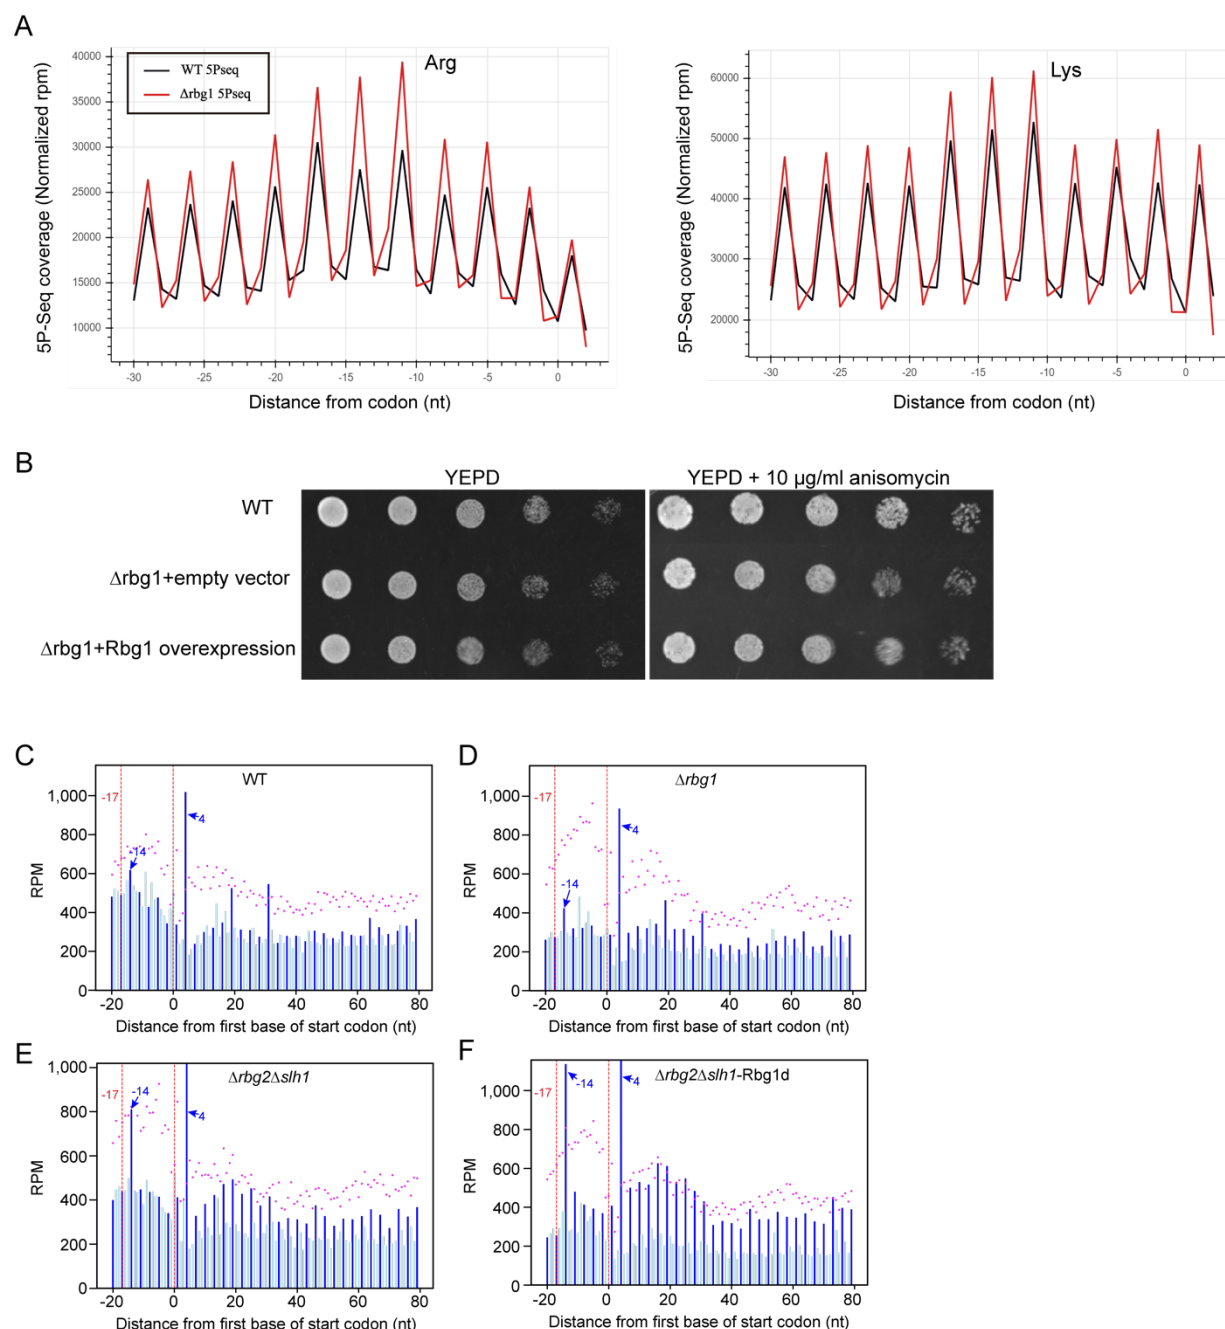 A
Arg
WT 5Pseq
Δrbg1 5Pseq
5P-Seq coverage (Normalized rpm)
40000
35000
30000
25000
20000
15000
10000
-30
-25
-20
-15
-10
-5
0
Distance from codon (nt)
Lys
5P-Seq coverage (Normalized rpm)
60000
50000
40000
30000
20000
-30
-25
-20
-15
-10
-5
0
Distance from codon (nt)
B
YEPD
YEPD + 10 µg/ml anisomycin
WT
Δrbg1+empty vector
Δrbg1+Rbg1 overexpression
C
WT
RPM
1,000
800
600
400
200
0
-17
-14
4
-20
0
20
40
60
80
Distance from first base of start codon (nt)
D
Δrbg1
RPM
1,000
800
600
400
200
0
-17
-14
4
-20
0
20
40
60
80
Distance from first base of start codon (nt)
E
Δrbg2Δslh1
RPM
1,000
800
600
400
200
0
-17
-14
4
-20
0
20
40
60
80
Distance from first base of start codon (nt)
F
Δrbg2Δslh1-Rbg1d
RPM
1,000
800
600
400
200
0
-17
-14
4
-20
0
20
40
60
80
Distance from first base of start codon (nt)